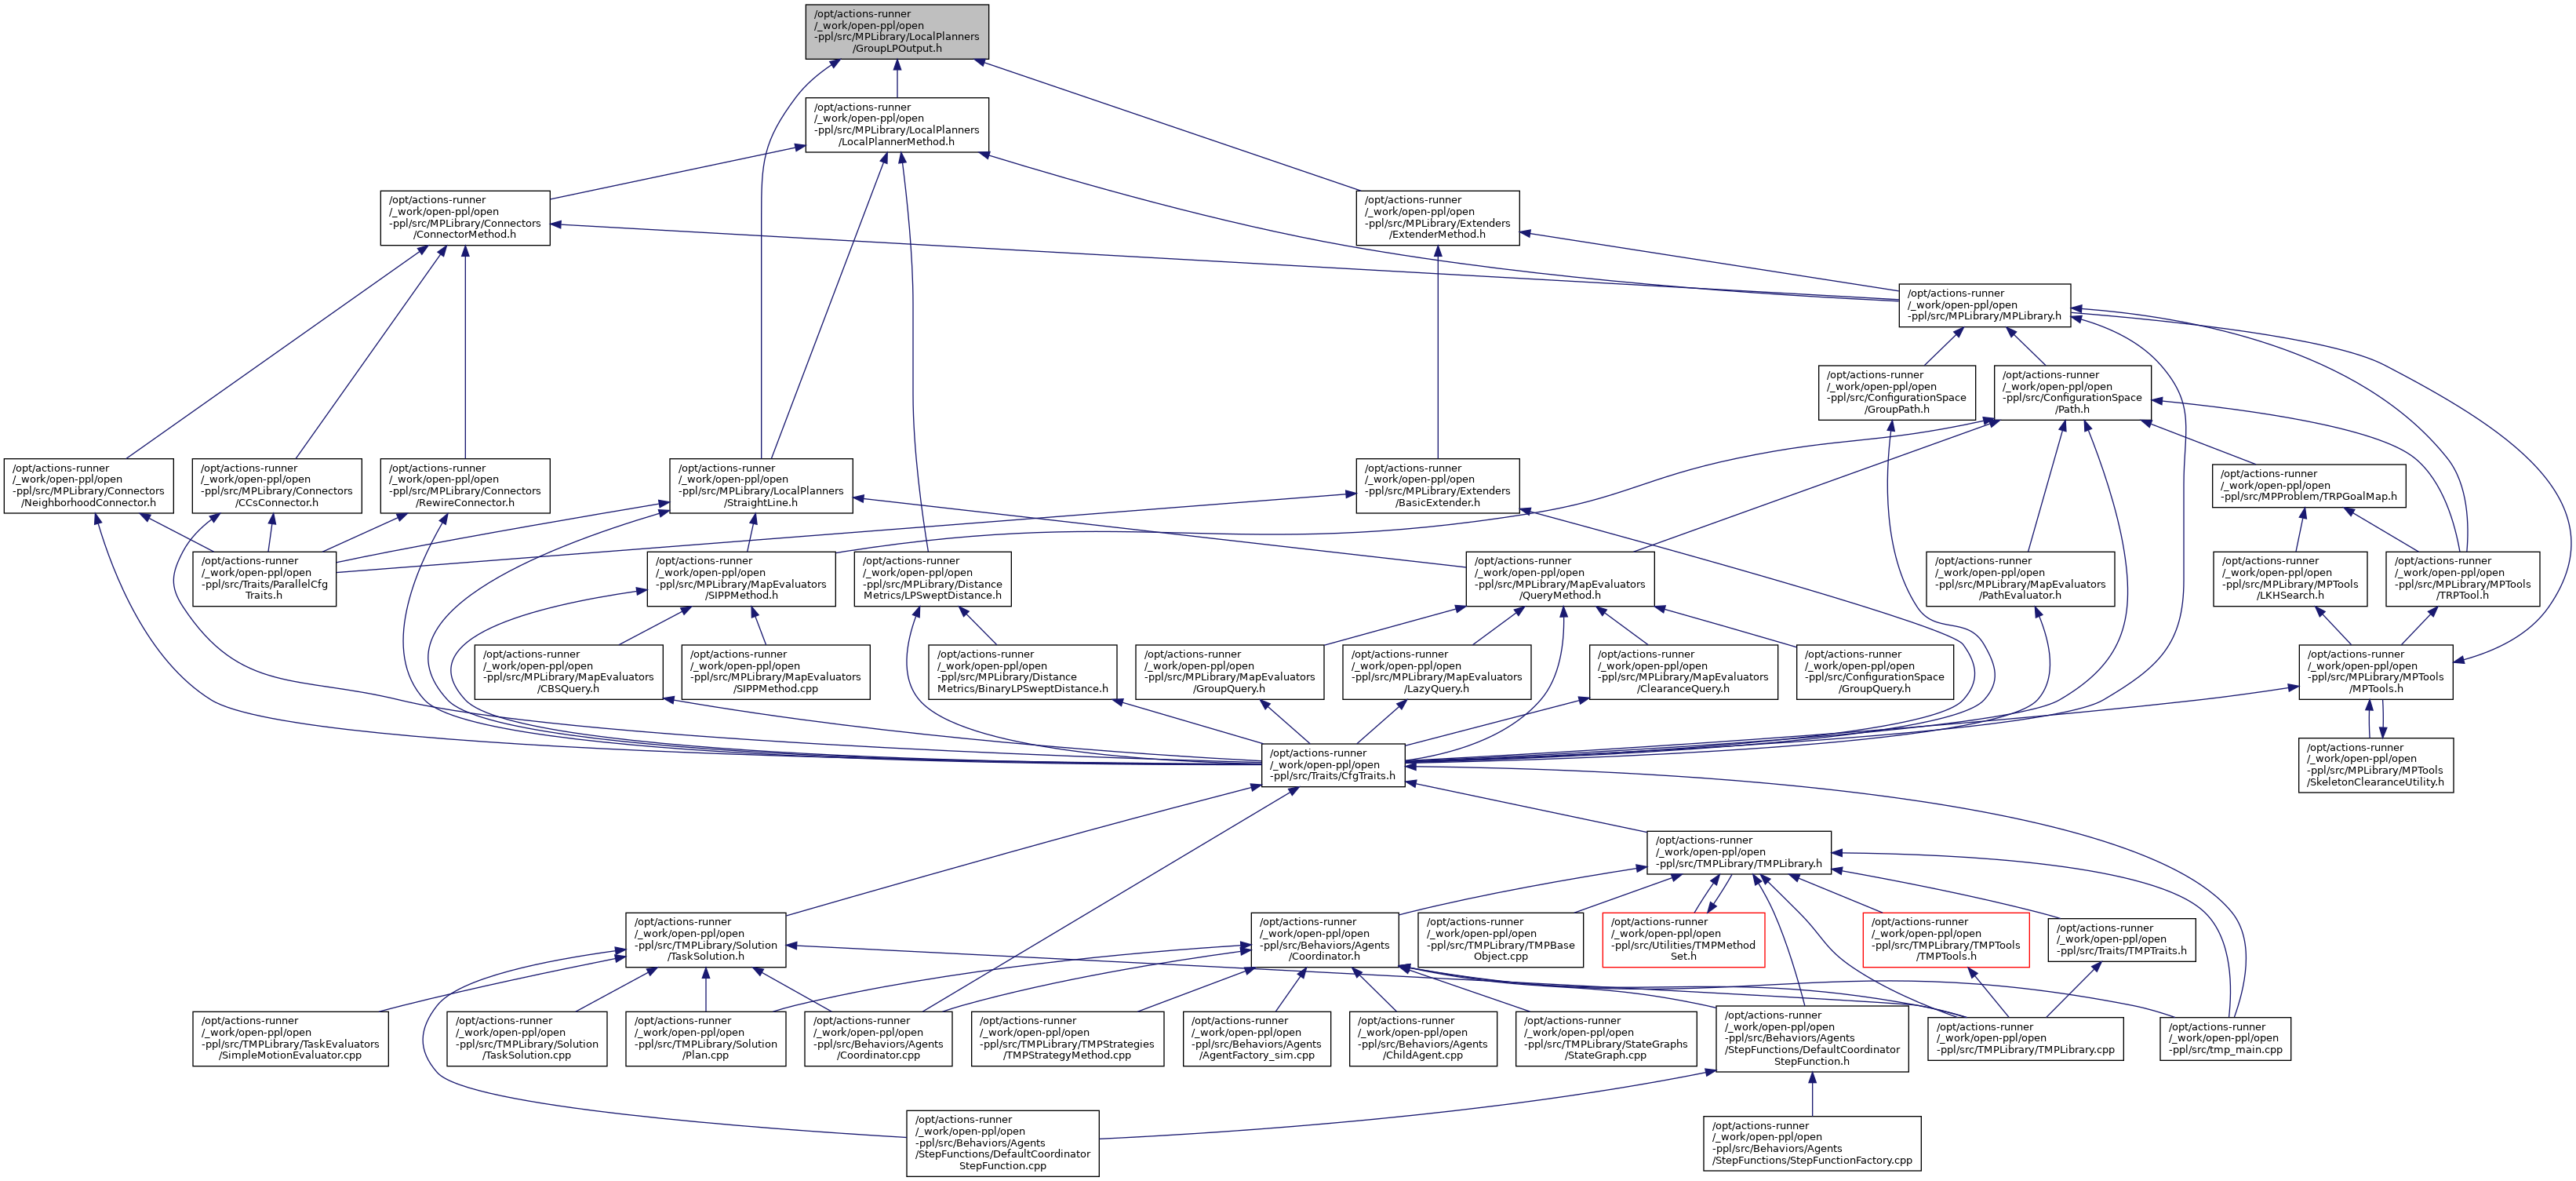 /opt/actions-runner
/_work/open-ppl/open
-ppl/src/MPLibrary/LocalPlanners
/GroupLPOutput.h
/opt/actions-runner
/_work/open-ppl/open
-ppl/src/MPLibrary/LocalPlanners
/LocalPlannerMethod.h
/opt/actions-runner
/_work/open-ppl/open
-ppl/src/MPLibrary/Connectors
/ConnectorMethod.h
/opt/actions-runner
/_work/open-ppl/open
-ppl/src/MPLibrary/Extenders
/ExtenderMethod.h
/opt/actions-runner
/_work/open-ppl/open
-ppl/src/MPLibrary/MPLibrary.h
/opt/actions-runner
/_work/open-ppl/open
-ppl/src/ConfigurationSpace
/GroupPath.h
/opt/actions-runner
/_work/open-ppl/open
-ppl/src/ConfigurationSpace
/Path.h
/opt/actions-runner
/_work/open-ppl/open
-ppl/src/MPLibrary/Connectors
/NeighborhoodConnector.h
/opt/actions-runner
/_work/open-ppl/open
-ppl/src/MPLibrary/Connectors
/CCsConnector.h
/opt/actions-runner
/_work/open-ppl/open
-ppl/src/MPLibrary/Connectors
/RewireConnector.h
/opt/actions-runner
/_work/open-ppl/open
-ppl/src/MPLibrary/LocalPlanners
/StraightLine.h
/opt/actions-runner
/_work/open-ppl/open
-ppl/src/MPLibrary/Extenders
/BasicExtender.h
/opt/actions-runner
/_work/open-ppl/open
-ppl/src/MPProblem/TRPGoalMap.h
/opt/actions-runner
/_work/open-ppl/open
-ppl/src/Traits/ParallelCfg
Traits.h
/opt/actions-runner
/_work/open-ppl/open
-ppl/src/MPLibrary/MapEvaluators
/SIPPMethod.h
/opt/actions-runner
/_work/open-ppl/open
-ppl/src/MPLibrary/Distance
Metrics/LPSweptDistance.h
/opt/actions-runner
/_work/open-ppl/open
-ppl/src/MPLibrary/MapEvaluators
/QueryMethod.h
/opt/actions-runner
/_work/open-ppl/open
-ppl/src/MPLibrary/MapEvaluators
/PathEvaluator.h
/opt/actions-runner
/_work/open-ppl/open
-ppl/src/MPLibrary/MPTools
/LKHSearch.h
/opt/actions-runner
/_work/open-ppl/open
-ppl/src/MPLibrary/MPTools
/TRPTool.h
/opt/actions-runner
/_work/open-ppl/open
-ppl/src/MPLibrary/MapEvaluators
/CBSQuery.h
/opt/actions-runner
/_work/open-ppl/open
-ppl/src/MPLibrary/MapEvaluators
/SIPPMethod.cpp
/opt/actions-runner
/_work/open-ppl/open
-ppl/src/MPLibrary/Distance
Metrics/BinaryLPSweptDistance.h
/opt/actions-runner
/_work/open-ppl/open
-ppl/src/MPLibrary/MapEvaluators
/GroupQuery.h
/opt/actions-runner
/_work/open-ppl/open
-ppl/src/MPLibrary/MapEvaluators
/LazyQuery.h
/opt/actions-runner
/_work/open-ppl/open
-ppl/src/MPLibrary/MapEvaluators
/ClearanceQuery.h
/opt/actions-runner
/_work/open-ppl/open
-ppl/src/ConfigurationSpace
/GroupQuery.h
/opt/actions-runner
/_work/open-ppl/open
-ppl/src/MPLibrary/MPTools
/MPTools.h
/opt/actions-runner
/_work/open-ppl/open
-ppl/src/Traits/CfgTraits.h
/opt/actions-runner
/_work/open-ppl/open
-ppl/src/MPLibrary/MPTools
/SkeletonClearanceUtility.h
/opt/actions-runner
/_work/open-ppl/open
-ppl/src/TMPLibrary/TMPLibrary.h
/opt/actions-runner
/_work/open-ppl/open
-ppl/src/TMPLibrary/Solution
/TaskSolution.h
/opt/actions-runner
/_work/open-ppl/open
-ppl/src/Behaviors/Agents
/Coordinator.h
/opt/actions-runner
/_work/open-ppl/open
-ppl/src/TMPLibrary/TMPBase
Object.cpp
/opt/actions-runner
/_work/open-ppl/open
-ppl/src/Utilities/TMPMethod
Set.h
/opt/actions-runner
/_work/open-ppl/open
-ppl/src/TMPLibrary/TMPTools
/TMPTools.h
/opt/actions-runner
/_work/open-ppl/open
-ppl/src/Traits/TMPTraits.h
/opt/actions-runner
/_work/open-ppl/open
-ppl/src/TMPLibrary/TaskEvaluators
/SimpleMotionEvaluator.cpp
/opt/actions-runner
/_work/open-ppl/open
-ppl/src/TMPLibrary/Solution
/TaskSolution.cpp
/opt/actions-runner
/_work/open-ppl/open
-ppl/src/TMPLibrary/Solution
/Plan.cpp
/opt/actions-runner
/_work/open-ppl/open
-ppl/src/Behaviors/Agents
/Coordinator.cpp
/opt/actions-runner
/_work/open-ppl/open
-ppl/src/TMPLibrary/TMPStrategies
/TMPStrategyMethod.cpp
/opt/actions-runner
/_work/open-ppl/open
-ppl/src/Behaviors/Agents
/AgentFactory_sim.cpp
/opt/actions-runner
/_work/open-ppl/open
-ppl/src/Behaviors/Agents
/ChildAgent.cpp
/opt/actions-runner
/_work/open-ppl/open
-ppl/src/TMPLibrary/StateGraphs
/StateGraph.cpp
/opt/actions-runner
/_work/open-ppl/open
-ppl/src/Behaviors/Agents
/StepFunctions/DefaultCoordinator
StepFunction.h
/opt/actions-runner
/_work/open-ppl/open
-ppl/src/TMPLibrary/TMPLibrary.cpp
/opt/actions-runner
/_work/open-ppl/open
-ppl/src/tmp_main.cpp
/opt/actions-runner
/_work/open-ppl/open
-ppl/src/Behaviors/Agents
/StepFunctions/DefaultCoordinator
StepFunction.cpp
/opt/actions-runner
/_work/open-ppl/open
-ppl/src/Behaviors/Agents
/StepFunctions/StepFunctionFactory.cpp